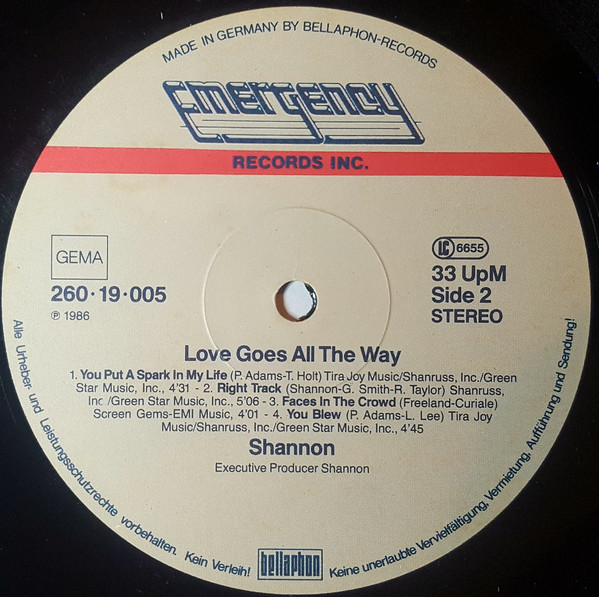 MADE IN GERMANY BY BELLAPHON-RECORDS
Emergency
RECORDS INC.
GEMA
LC 6655
260·19·005
33 UpM
Side 2
℗ 1986
STEREO
Love Goes All The Way
1. You Put A Spark In My Life (P. Adams-T. Holt) Tira Joy Music/Shanruss, Inc./Green
Star Music, Inc., 4'31 - 2. Right Track (Shannon-G. Smith-R. Taylor) Shanruss,
Inc /Green Star Music, Inc., 5'06 - 3. Faces In The Crowd (Freeland-Curiale)
Screen Gems-EMI Music, 4'01 - 4. You Blew (P. Adams-L. Lee) Tira Joy
Music/Shanruss, Inc./Green Star Music, Inc., 4'45
Shannon
Executive Producer Shannon
Alle Urheber- und Leistungsschutzrechte vorbehalten. Kein Verleih! Keine unerlaubte Vervielfältigung, Vermietung, Aufführung und Sendung!
bellaphon